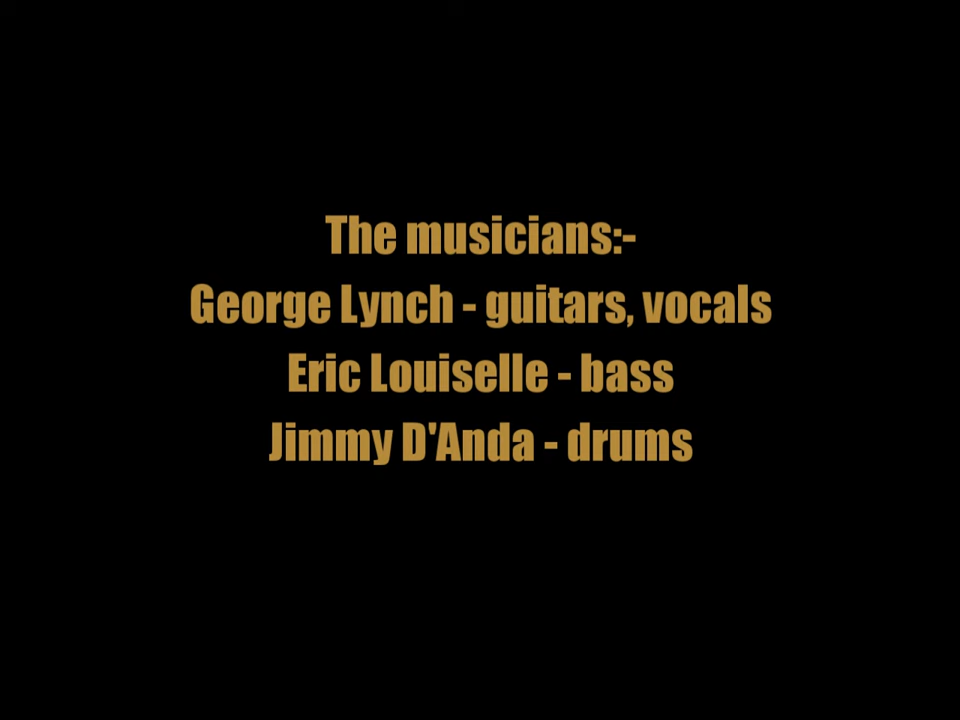 The musicians:-
George Lynch - guitars, vocals
Eric Louiselle - bass
Jimmy D'Anda - drums